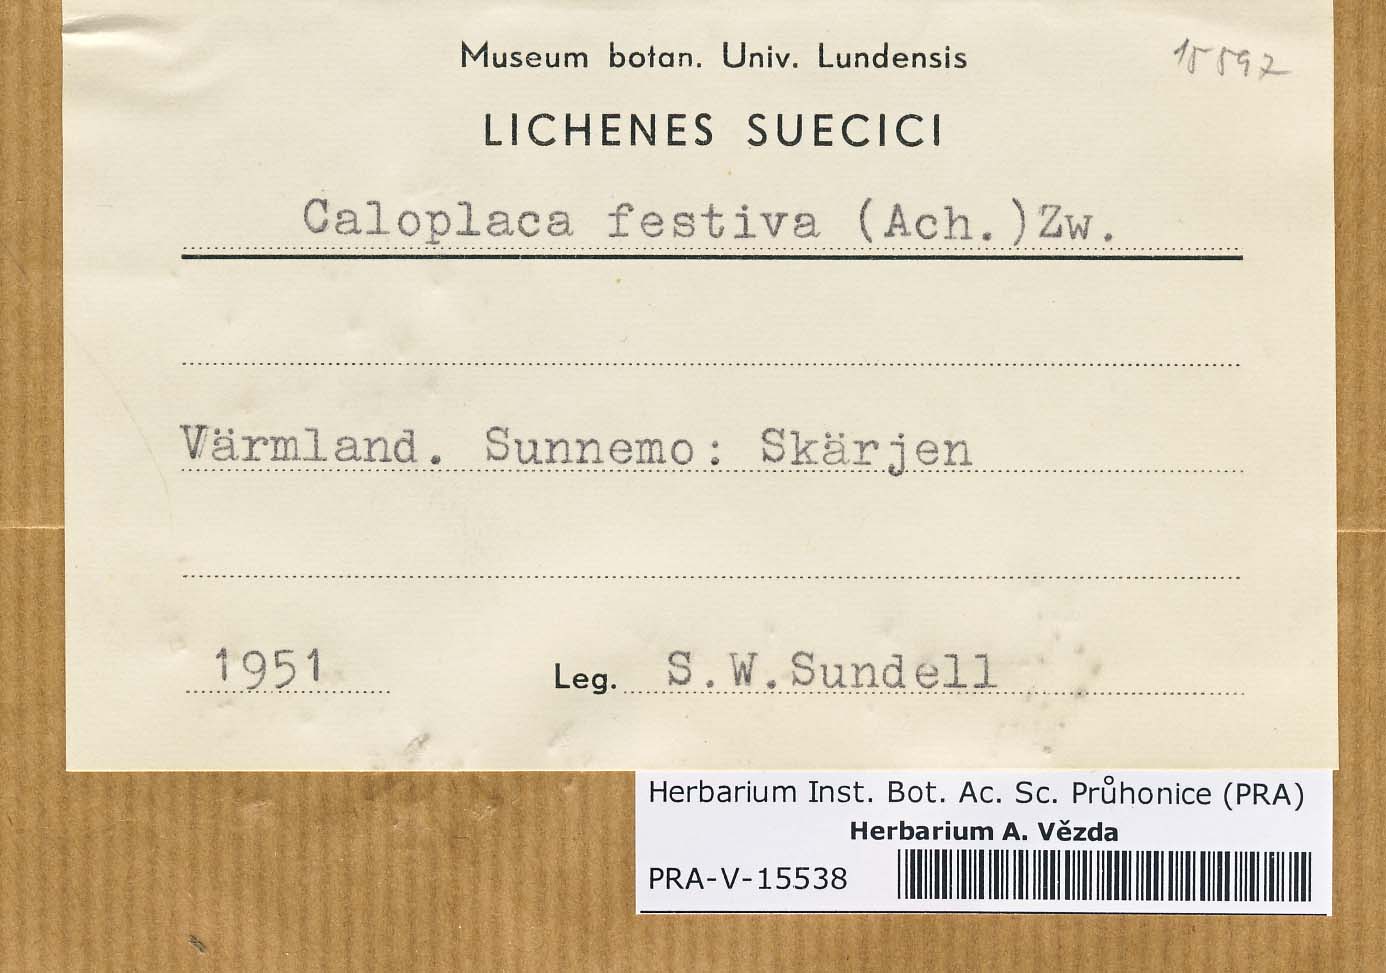 Museum botan. Univ. Lundensis
15597
LICHENES SUECICI
Caloplaca festiva (Ach.)Zw.
Värmland. Sunnemo: Skärjen
1951 Leg. S.W.Sundell
Herbarium Inst. Bot. Ac. Sc. Průhonice (PRA)
Herbarium A. Vězda
PRA-V-15538